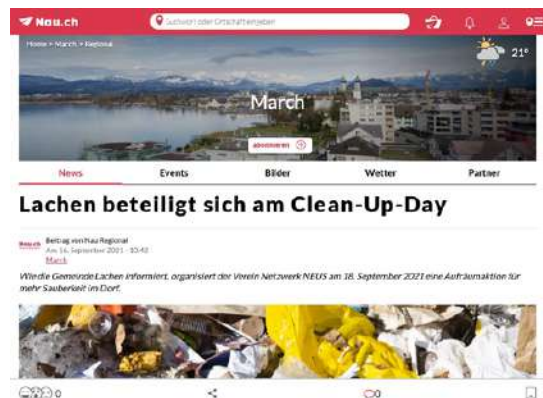 Nau.ch
Suchwort oder Ortschaft eingeben
Home > March > Regional
21°
March
abonnieren
News Events Bilder Wetter Partner
Lachen beteiligt sich am Clean-Up-Day
Nau.ch
Beitrag von Nau Regional
Am 16. September 2021 - 10:43
March
Wie die Gemeinde Lachen informiert, organisiert der Verein Netzwerk NEUS am 18. September 2021 eine Aufräumaktion für
mehr Sauberkeit im Dorf.
0
0